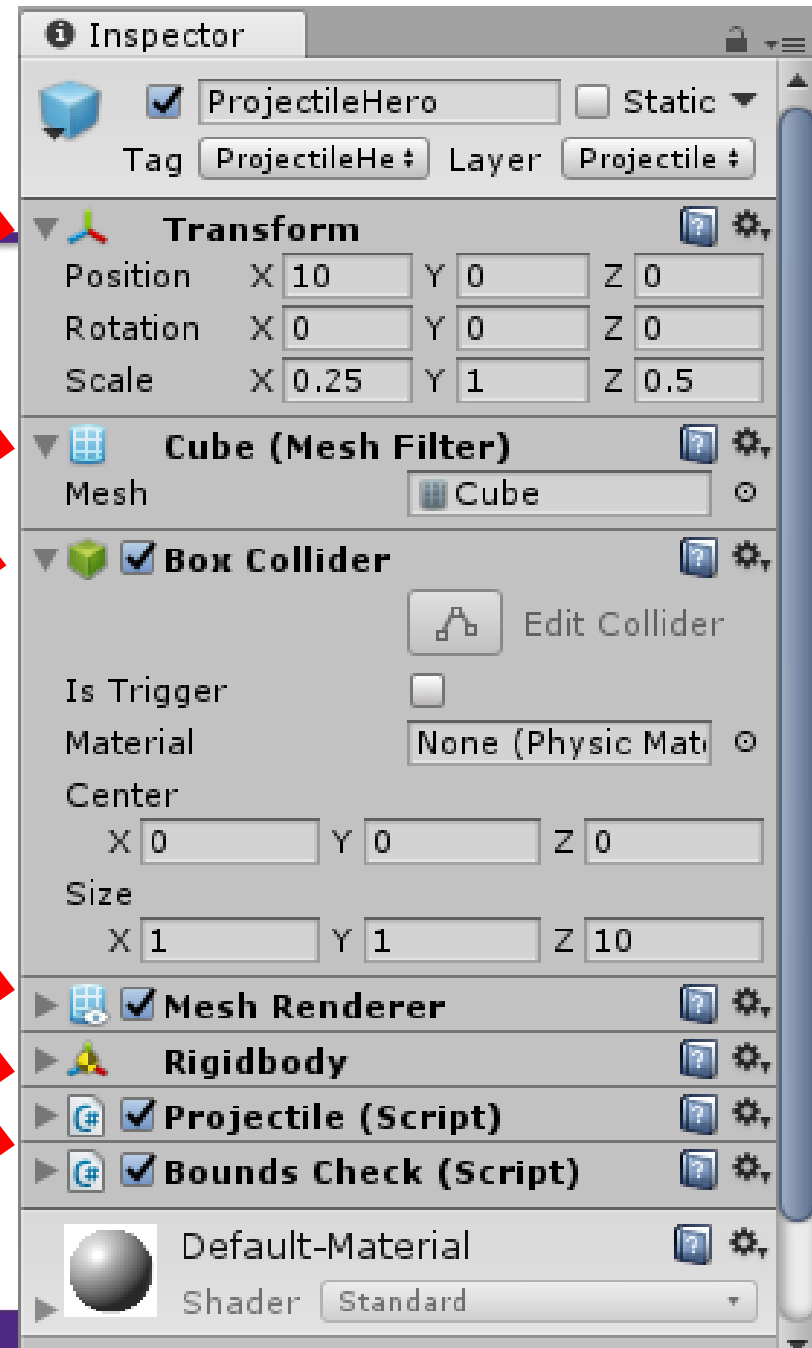 Inspector
ProjectileHero Static
Tag ProjectileHe Layer Projectile
Transform
Position X 10 Y 0 Z 0
Rotation X 0 Y 0 Z 0
Scale X 0.25 Y 1 Z 0.5
Cube (Mesh Filter)
Mesh Cube
Box Collider
Edit Collider
Is Trigger
Material None (Physic Mate
Center
X 0 Y 0 Z 0
Size
X 1 Y 1 Z 10
Mesh Renderer
Rigidbody
C# Projectile (Script)
C# Bounds Check (Script)
Default-Material
Shader Standard